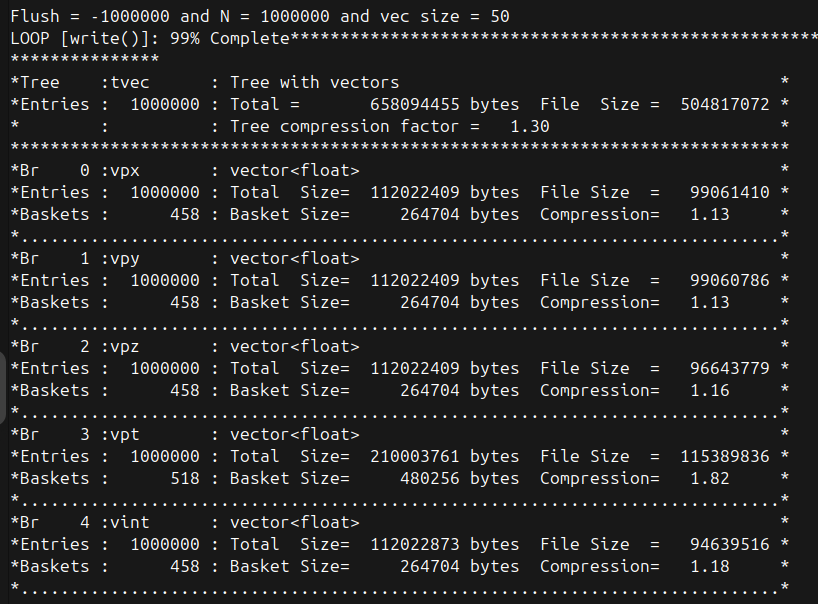 Flush = -1000000 and N = 1000000 and vec size = 50
LOOP [write()]: 99% Complete*****************************************************
***************
*Tree    :tvec      : Tree with vectors                                      *
*Entries :  1000000 : Total =       658094455 bytes  File  Size =  504817072 *
*        :          : Tree compression factor =   1.30                       *
******************************************************************************
*Br    0 :vpx       : vector<float>                                          *
*Entries :  1000000 : Total  Size=  112022409 bytes  File Size  =   99061410 *
*Baskets :      458 : Basket Size=     264704 bytes  Compression=   1.13     *
*............................................................................*
*Br    1 :vpy       : vector<float>                                          *
*Entries :  1000000 : Total  Size=  112022409 bytes  File Size  =   99060786 *
*Baskets :      458 : Basket Size=     264704 bytes  Compression=   1.13     *
*............................................................................*
*Br    2 :vpz       : vector<float>                                          *
*Entries :  1000000 : Total  Size=  112022409 bytes  File Size  =   96643779 *
*Baskets :      458 : Basket Size=     264704 bytes  Compression=   1.16     *
*............................................................................*
*Br    3 :vpt       : vector<float>                                          *
*Entries :  1000000 : Total  Size=  210003761 bytes  File Size  =  115389836 *
*Baskets :      518 : Basket Size=     480256 bytes  Compression=   1.82     *
*............................................................................*
*Br    4 :vint      : vector<float>                                          *
*Entries :  1000000 : Total  Size=  112022873 bytes  File Size  =   94639516 *
*Baskets :      458 : Basket Size=     264704 bytes  Compression=   1.18     *
*............................................................................*